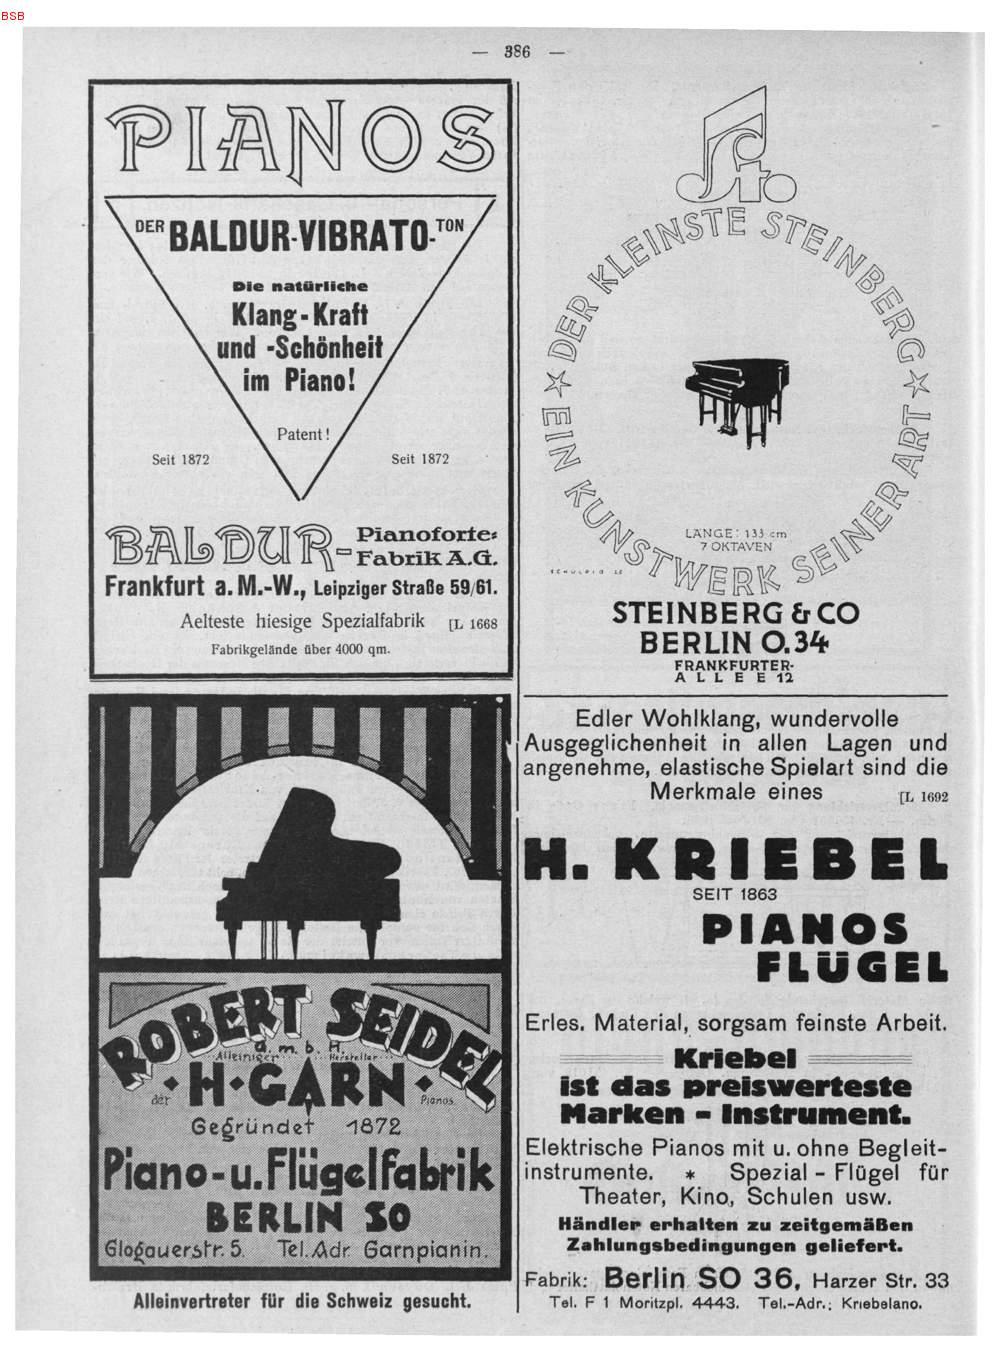 BSB
— 386 —
PIANOS
DER BALDUR-VIBRATO-TON
Die natürliche
Klang-Kraft
und -Schönheit
im Piano!
Patent!
Seit 1872 Seit 1872
BALDUR-Pianoforte-
Fabrik A.G.
Frankfurt a. M.-W., Leipziger Straße 59/61.
Aelteste hiesige Spezialfabrik [L 1668
Fabrikgelände über 4000 qm.
ROBERT SEIDEL
G. m. b. H.
Alleiniger Hersteller
der H·GARN Pianos.
Gegründet 1872
Piano-u. Flügelfabrik
BERLIN SO
Glogauerstr. 5. Tel. Adr. Garnpianin.
Alleinvertreter für die Schweiz gesucht.
DER KLEINSTE STEINBERG
EIN KUNSTWERK SEINER ART
LÄNGE: 133 cm
7 OKTAVEN
STEINBERG & CO
BERLIN O.34
FRANKFURTER-
ALLEE 12
Edler Wohlklang, wundervolle
Ausgeglichenheit in allen Lagen und
angenehme, elastische Spielart sind die
Merkmale eines [L 1692
H. KRIEBEL
SEIT 1863
PIANOS
FLÜGEL
Erles. Material, sorgsam feinste Arbeit.
Kriebel
ist das preiswerteste
Marken - Instrument.
Elektrische Pianos mit u. ohne Begleit-
instrumente. * Spezial - Flügel für
Theater, Kino, Schulen usw.
Händler erhalten zu zeitgemäßen
Zahlungsbedingungen geliefert.
Fabrik: Berlin SO 36, Harzer Str. 33
Tel. F 1 Moritzpl. 4443. Tel.-Adr.: Kriebelano.